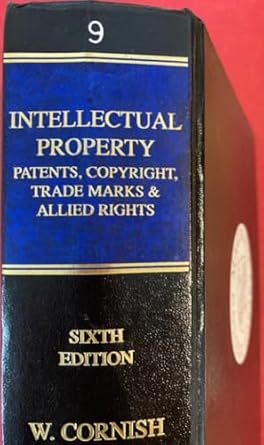 9
INTELLECTUAL
PROPERTY
PATENTS, COPYRIGHT,
TRADE MARKS &
ALLIED RIGHTS
SIXTH
EDITION
W. CORNISH